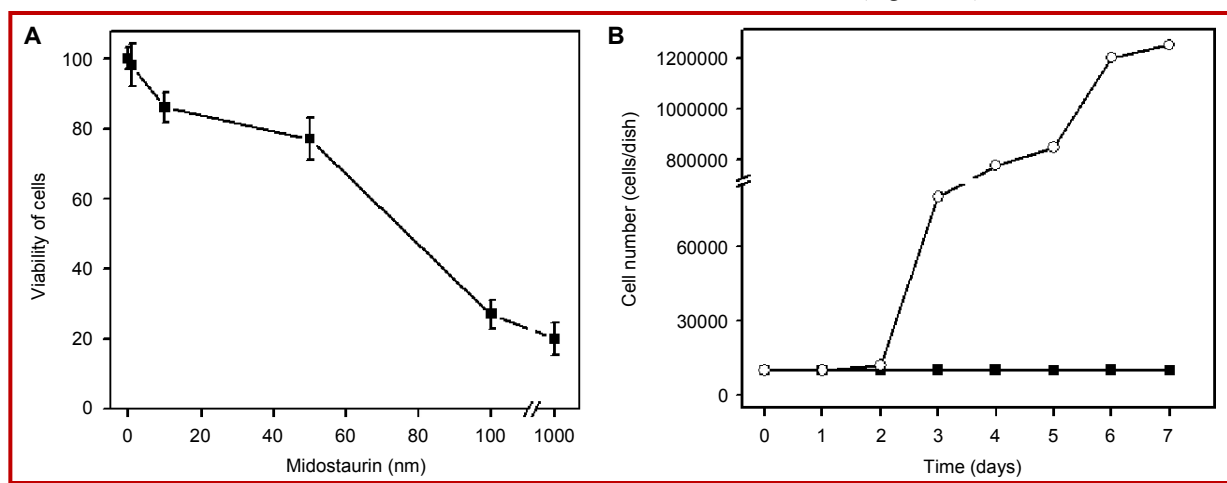 A
Viability of cells
100
80
60
40
20
0
0 20 40 60 80 100 1000
Midostaurin (nm)
B
Cell number (cells/dish)
1200000
1000000
800000
60000
30000
0
0 1 2 3 4 5 6 7
Time (days)